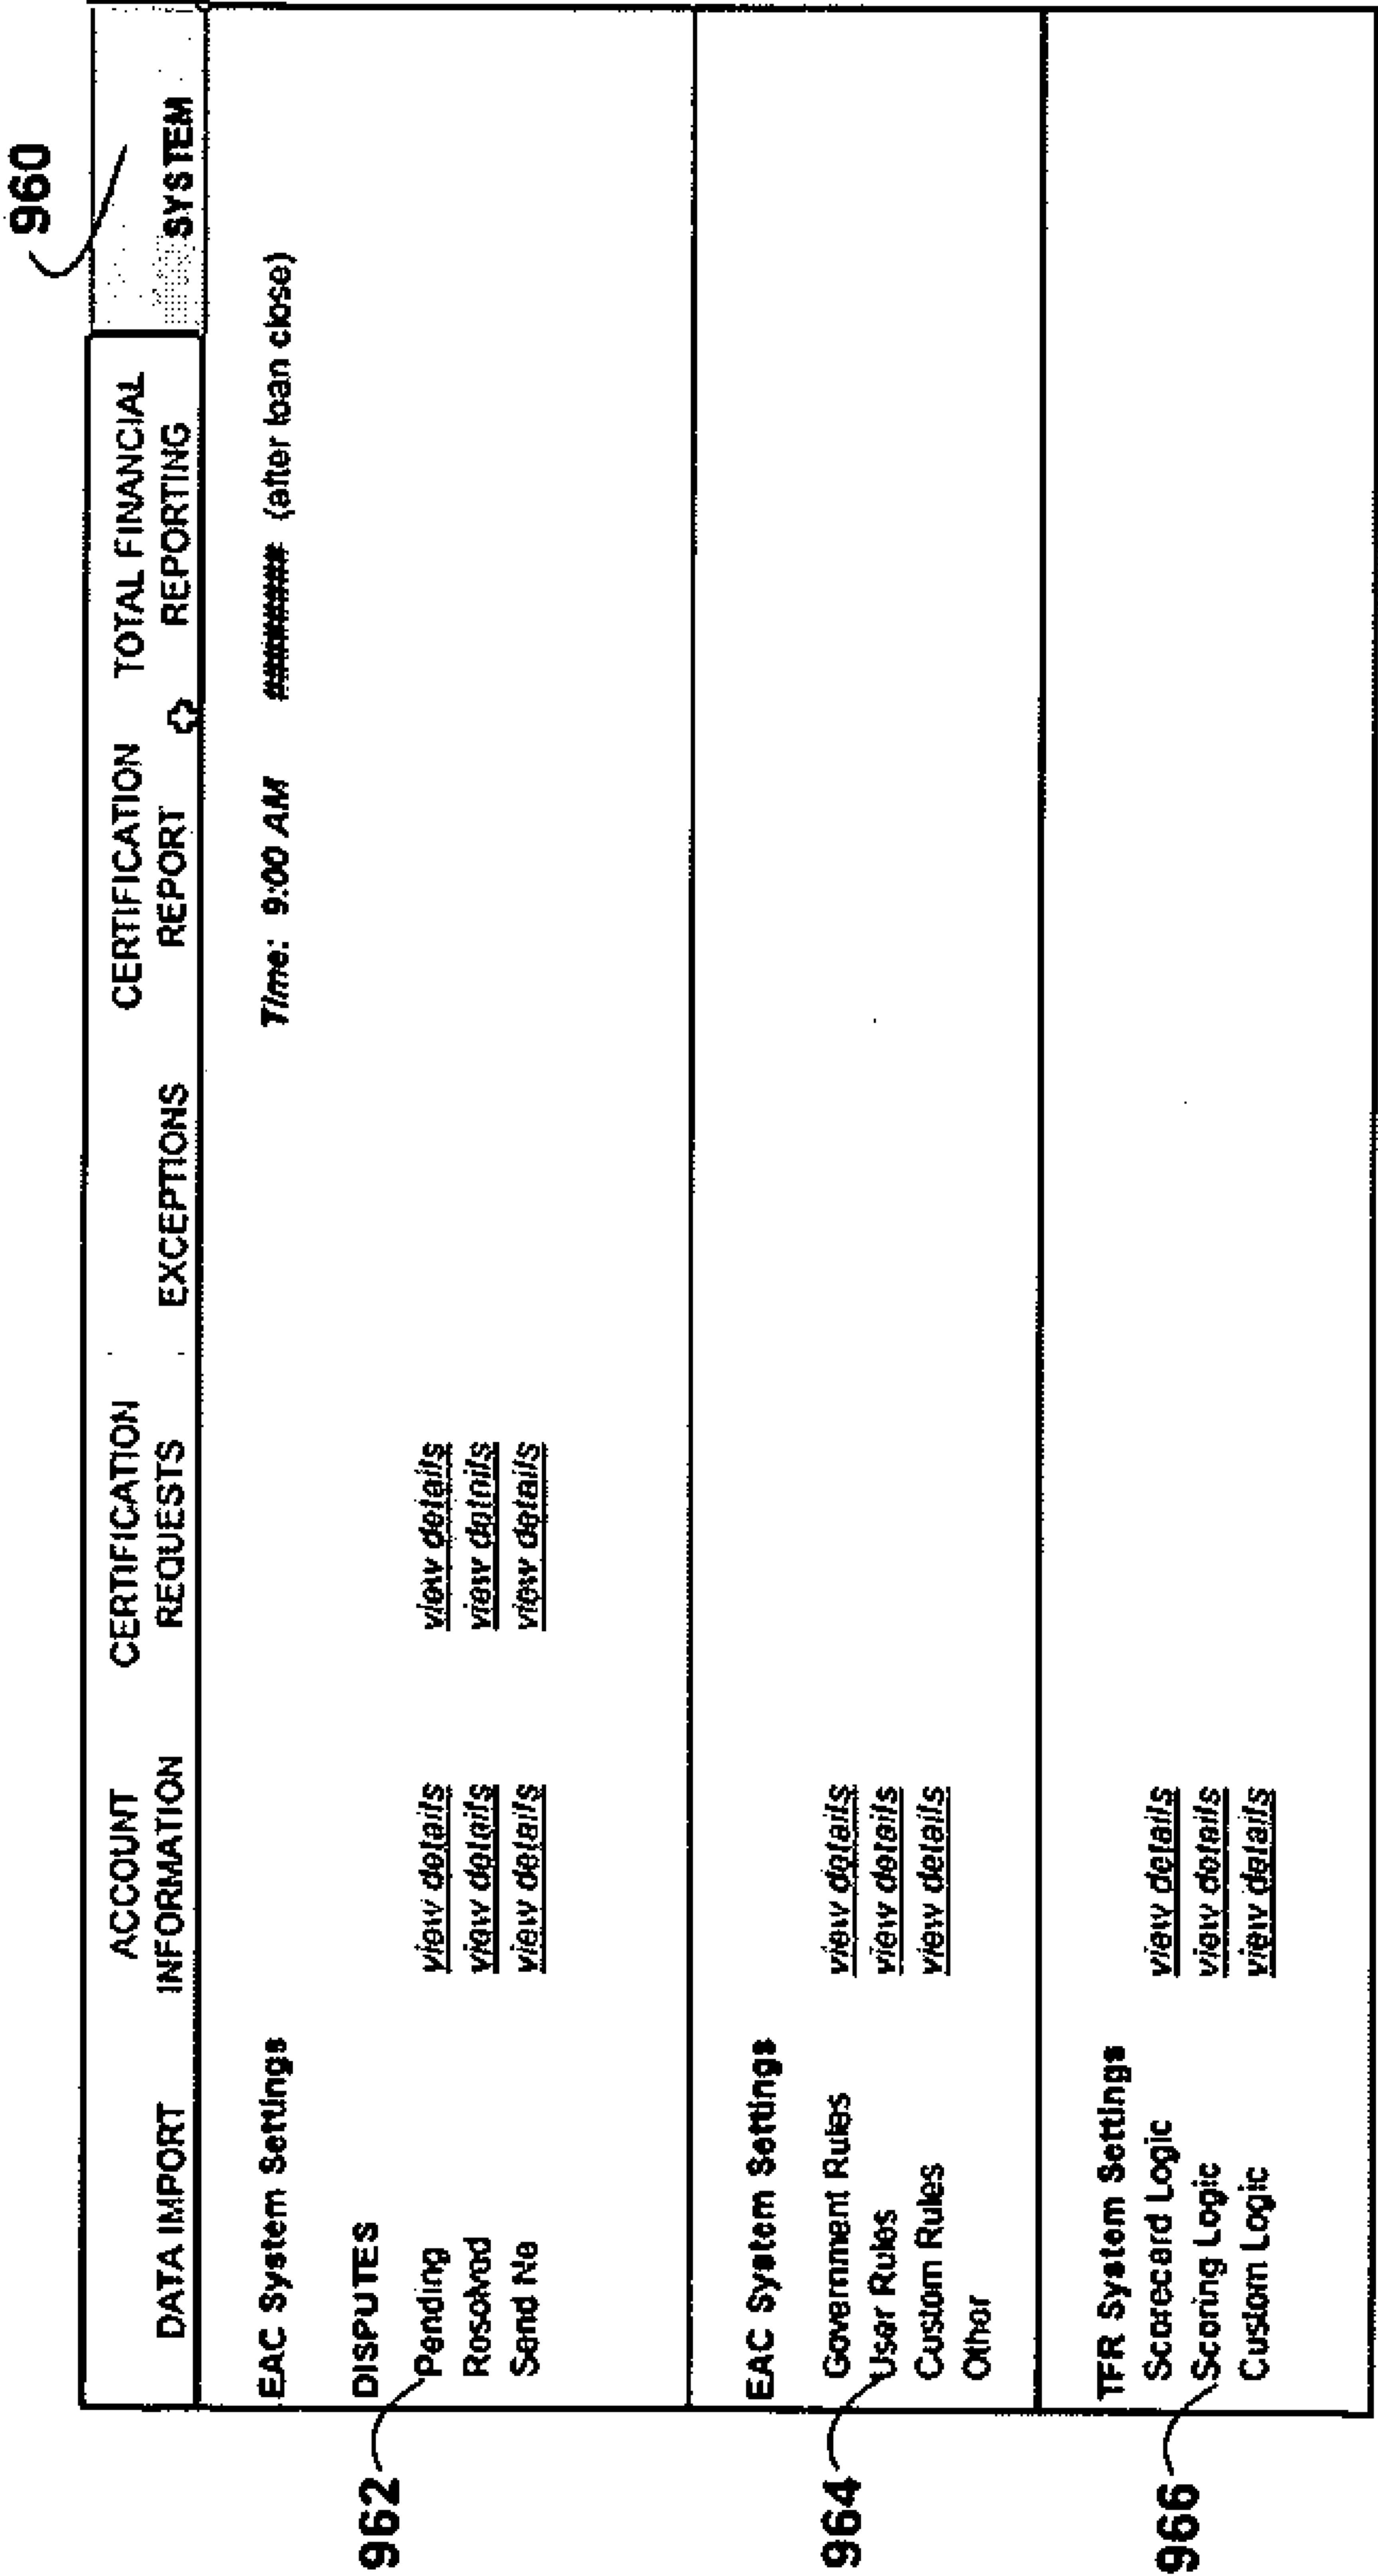 960
DATA IMPORT
ACCOUNT
INFORMATION
CERTIFICATION
REQUESTS
EXCEPTIONS
CERTIFICATION
REPORT
TOTAL FINANCIAL
REPORTING
SYSTEM
EAC System Settings Time: 9:00 AM ####### (after loan close)
DISPUTES
962
Pending view details view details
Resolved view details view details
Send No view details view details
EAC System Settings
964
Government Rules view details
User Rules view details
Custom Rules view details
Other
TFR System Settings
966
Scorecard Logic view details
Scoring Logic view details
Custom Logic view details